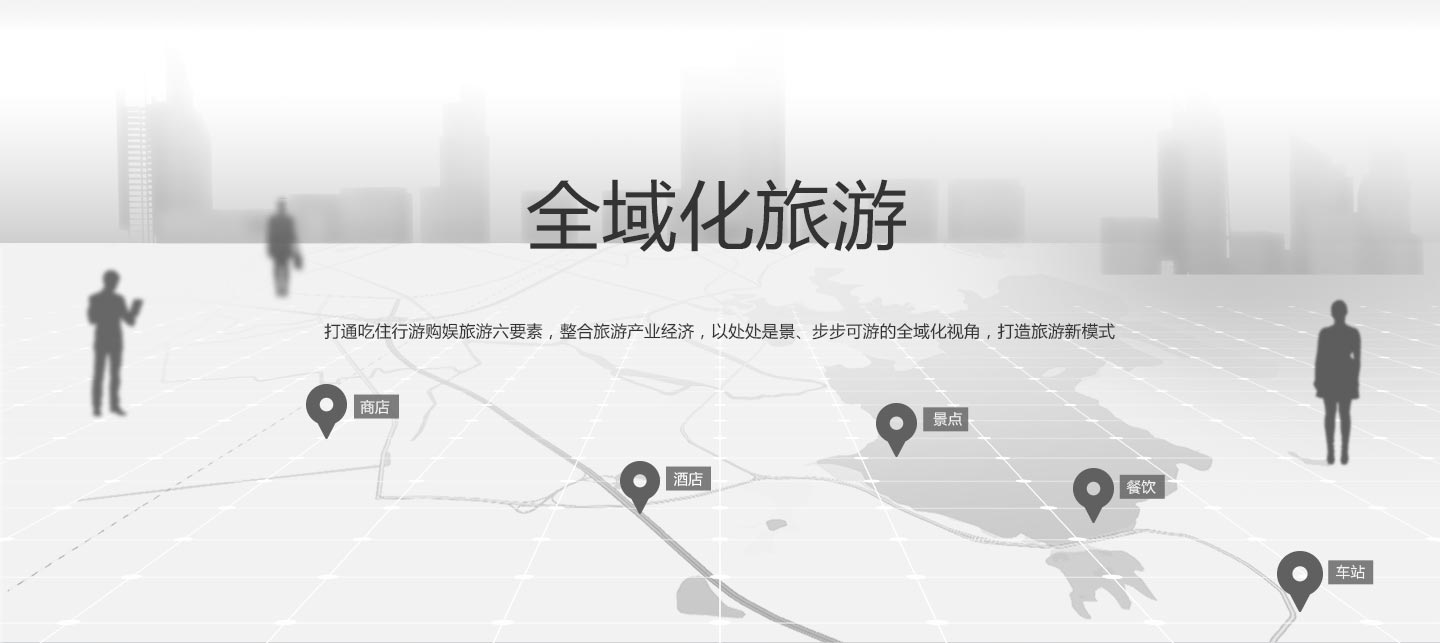 全域化旅游
打通吃住行游购娱旅游六要素，整合旅游产业经济，以处处是景、步步可游的全域化视角，打造旅游新模式
商店
景点
酒店
餐饮
车站